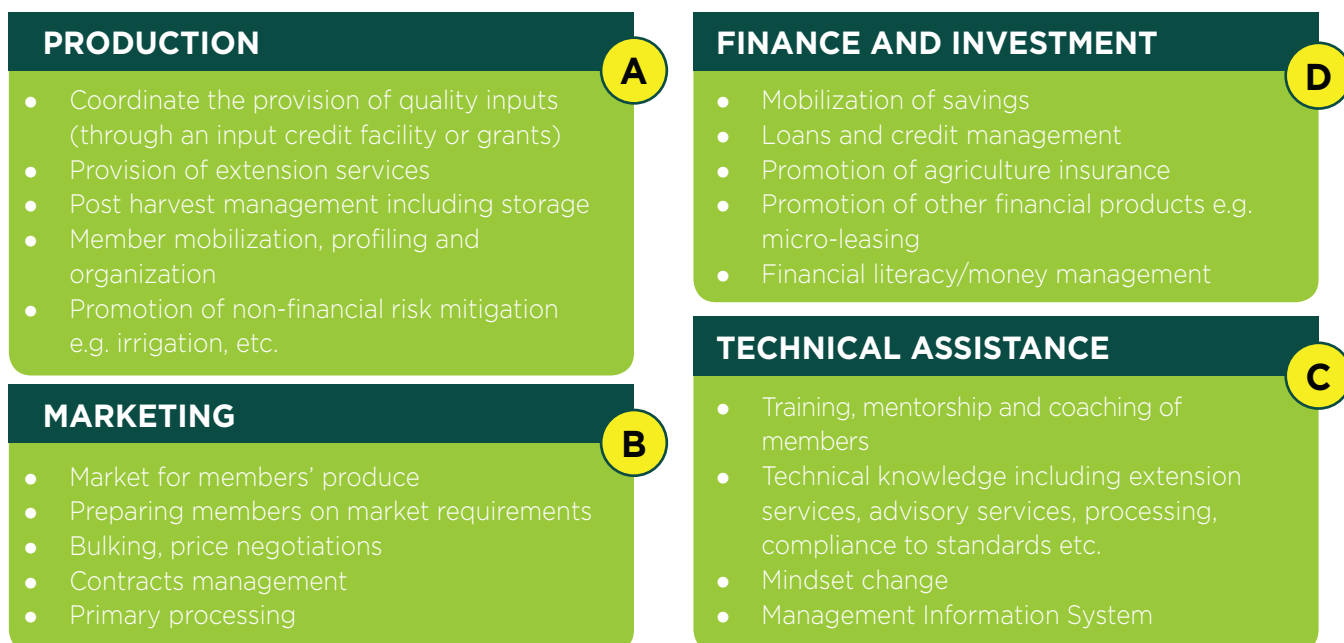 PRODUCTION
A
● Coordinate the provision of quality inputs
(through an input credit facility or grants)
● Provision of extension services
● Post harvest management including storage
● Member mobilization, profiling and
organization
● Promotion of non-financial risk mitigation
e.g. irrigation, etc.
MARKETING
B
● Market for members’ produce
● Preparing members on market requirements
● Bulking, price negotiations
● Contracts management
● Primary processing
FINANCE AND INVESTMENT
D
● Mobilization of savings
● Loans and credit management
● Promotion of agriculture insurance
● Promotion of other financial products e.g.
micro-leasing
● Financial literacy/money management
TECHNICAL ASSISTANCE
C
● Training, mentorship and coaching of
members
● Technical knowledge including extension
services, advisory services, processing,
compliance to standards etc.
● Mindset change
● Management Information System